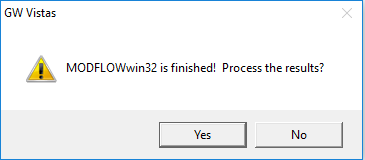 GW Vistas
MODFLOWwin32 is finished!  Process the results?
Yes
No